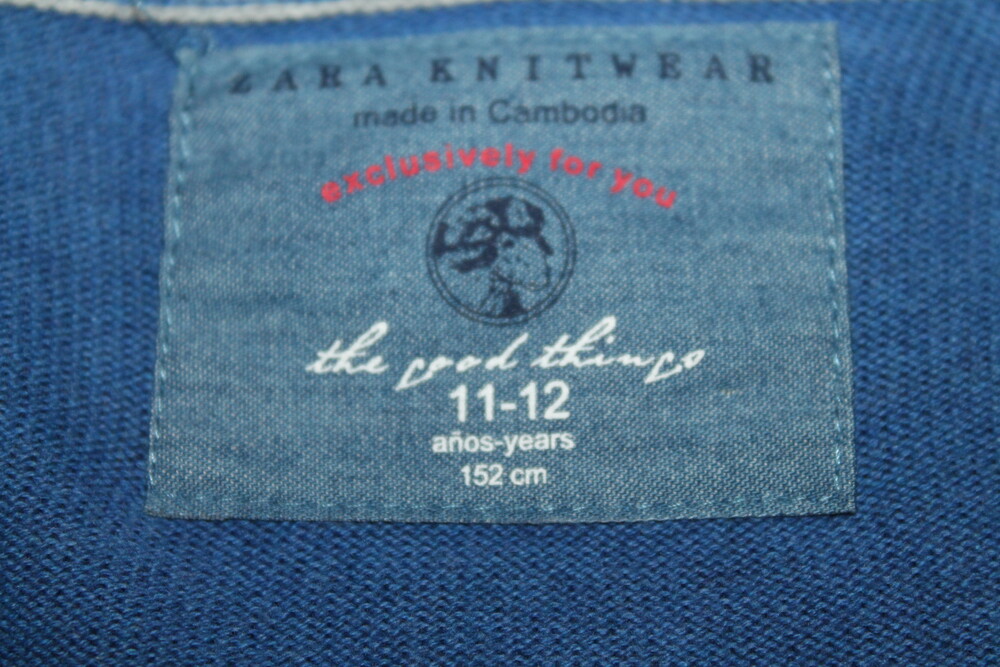 ZARA KNITWEAR
made in Cambodia
exclusively for you
the good things
11-12
años-years
152 cm